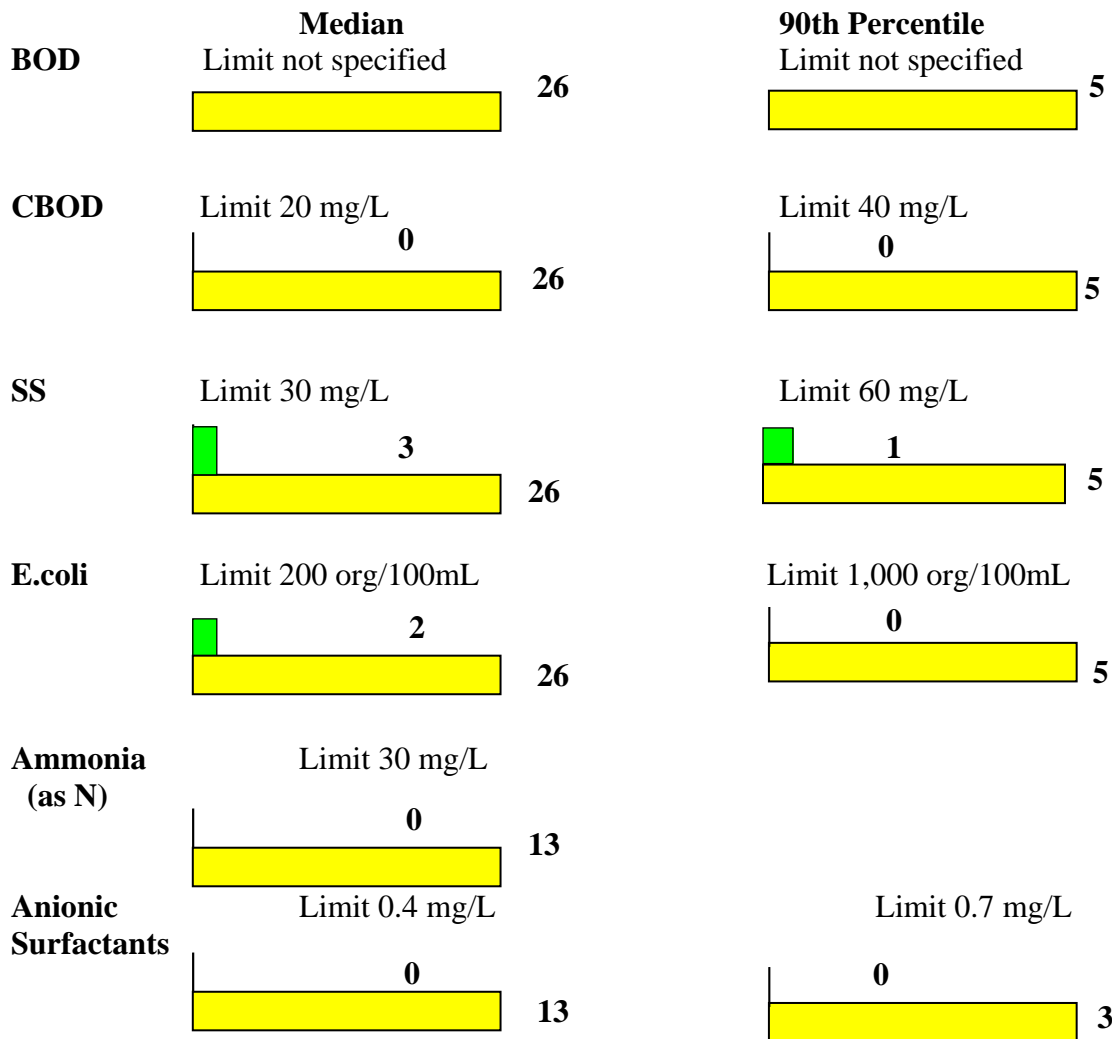 Median 90th Percentile
BOD Limit not specified Limit not specified
26 5
CBOD Limit 20 mg/L Limit 40 mg/L
0 0
26 5
SS Limit 30 mg/L Limit 60 mg/L
3 1
26 5
E.coli Limit 200 org/100mL Limit 1,000 org/100mL
2 0
26 5
Ammonia Limit 30 mg/L
(as N)
0
13
Anionic Limit 0.4 mg/L Limit 0.7 mg/L
Surfactants
0 0
13 3